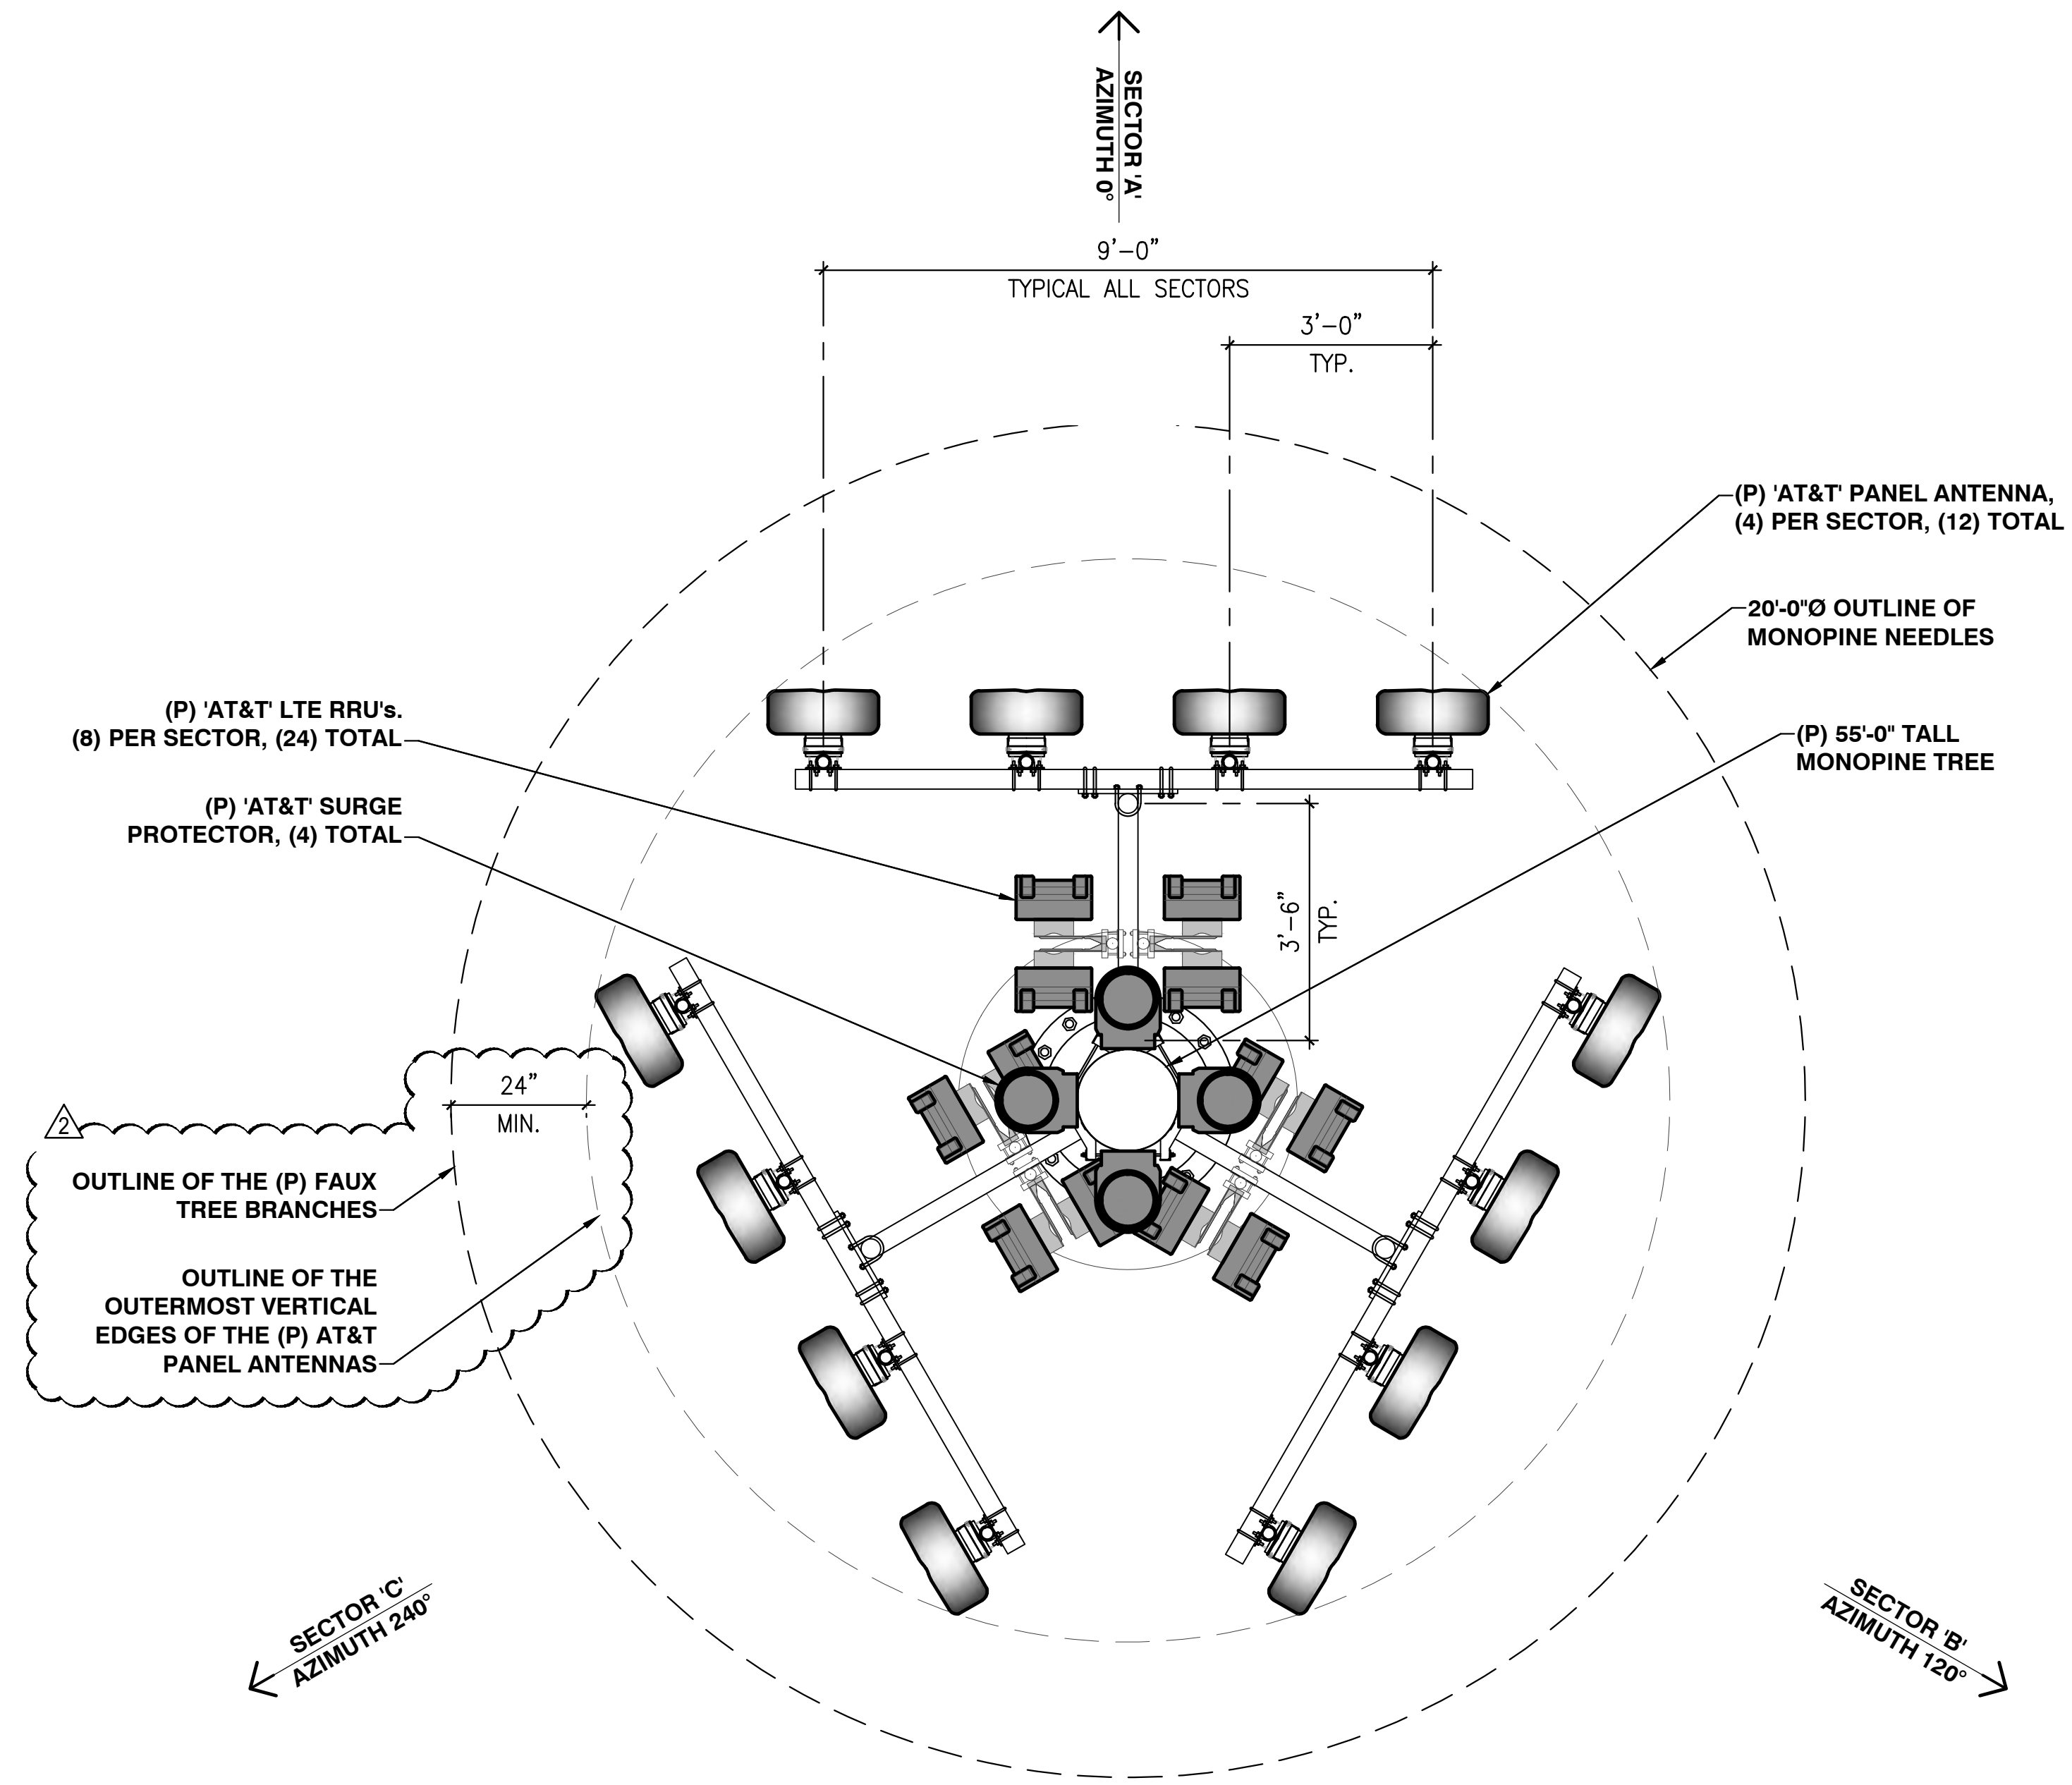 SECTOR 'A'
AZIMUTH 0°
9'-0"
TYPICAL ALL SECTORS
3'-0"
TYP.
(P) 'AT&T' PANEL ANTENNA,
(4) PER SECTOR, (12) TOTAL
20'-0"Ø OUTLINE OF
MONOPINE NEEDLES
(P) 55'-0" TALL
MONOPINE TREE
(P) 'AT&T' LTE RRU's.
(8) PER SECTOR, (24) TOTAL
(P) 'AT&T' SURGE
PROTECTOR, (4) TOTAL
3'-6"
TYP.
24"
MIN.
2
OUTLINE OF THE (P) FAUX
TREE BRANCHES
OUTLINE OF THE
OUTERMOST VERTICAL
EDGES OF THE (P) AT&T
PANEL ANTENNAS
SECTOR 'C'
AZIMUTH 240°
SECTOR 'B'
AZIMUTH 120°